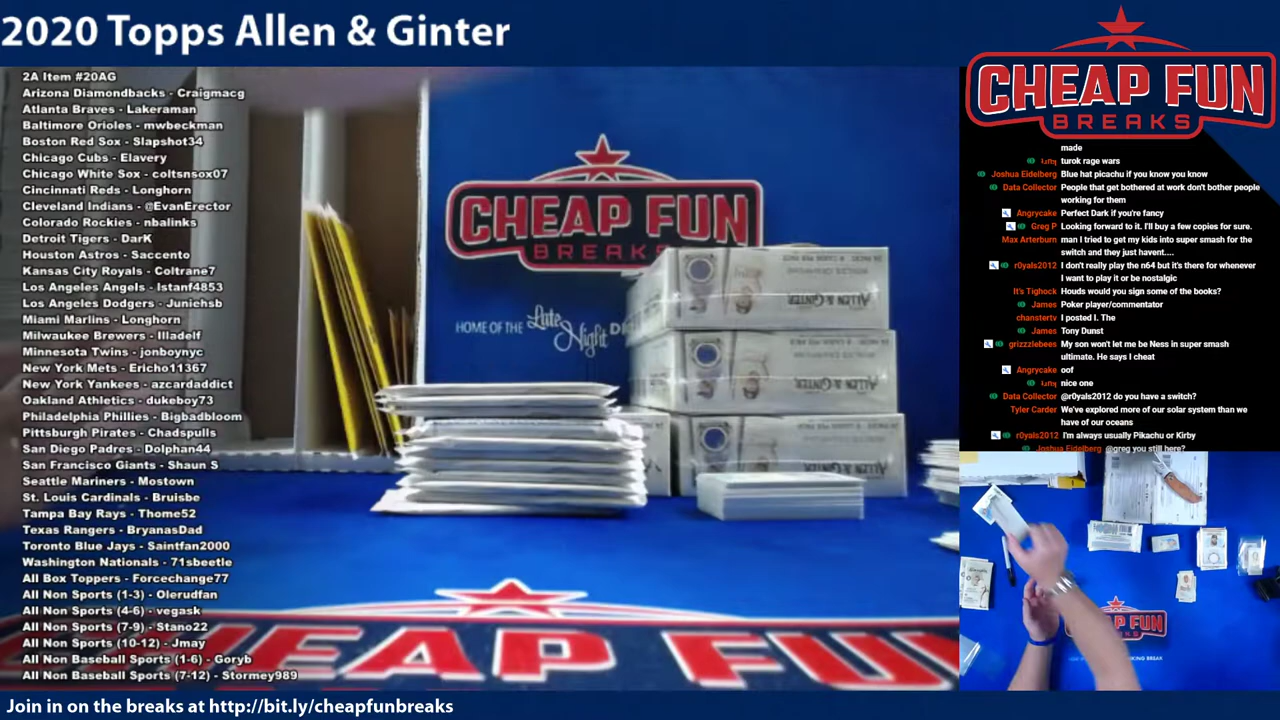 2020 Topps Allen & Ginter
2A Item #20AG
Arizona Diamondbacks - Craigmacg
Atlanta Braves - Lakeraman
Baltimore Orioles - mwbeckman
Boston Red Sox - Slapshot34
Chicago Cubs - Elavery
Chicago White Sox - coltsnsox07
Cincinnati Reds - Longhorn
Cleveland Indians - @EvanErector
Colorado Rockies - nbalinks
Detroit Tigers - DarK
Houston Astros - Saccento
Kansas City Royals - Coltrane7
Los Angeles Angels - Istanf4853
Los Angeles Dodgers - Juniehsb
Miami Marlins - Longhorn
Milwaukee Brewers - Illadelf
Minnesota Twins - jonboynyc
New York Mets - Ericho11367
New York Yankees - azcardaddict
Oakland Athletics - dukeboy73
Philadelphia Phillies - Bigbadbloom
Pittsburgh Pirates - Chadspulls
San Diego Padres - Dolphan44
San Francisco Giants - Shaun S
Seattle Mariners - Mostown
St. Louis Cardinals - Bruisbe
Tampa Bay Rays - Thome52
Texas Rangers - BryanasDad
Toronto Blue Jays - Saintfan2000
Washington Nationals - 71sbeetle
All Box Toppers - Forcechange77
All Non Sports (1-3) - Olerudfan
All Non Sports (4-6) - vegask
All Non Sports (7-9) - Stano22
All Non Sports (10-12) - Jmay
All Non Baseball Sports (1-6) - Goryb
All Non Baseball Sports (7-12) - Stormey989
CHEAP FUN
BREAKS
HOME OF THE Late Night
ALLEN & GINTER
ALLEN & GINTER
ALLEN & GINTER
CHEAP FUN
CHEAP FUN
BREAKS
made
Lefty turok rage wars
Joshua Eidelberg Blue hat picachu if you know you know
Data Collector People that get bothered at work don't bother people
working for them
Angrycake Perfect Dark if you're fancy
Greg P Looking forward to it. I'll buy a few copies for sure.
Max Arterburn man I tried to get my kids into super smash for the
switch and they just havent....
r0yals2012 I don't really play the n64 but it's there for whenever
I want to play it or be nostalgic
It's Tighock Houds would you sign some of the books?
James Poker player/commentator
chanstertv I posted I. The
James Tony Dunst
grizzzlebees My son won't let me be Ness in super smash
ultimate. He says I cheat
Angrycake oof
Lefty nice one
Data Collector @r0yals2012 do you have a switch?
Tyler Carder We've explored more of our solar system than we
have of our oceans
r0yals2012 I'm always usually Pikachu or Kirby
Joshua Eidelberg @greg you still here?
CHEAP FUN
BREAKS
Join in on the breaks at http://bit.ly/cheapfunbreaks